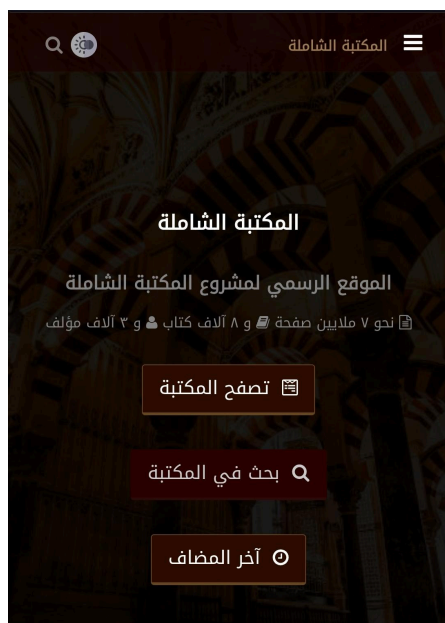 المكتبة الشاملة
المكتبة الشاملة
الموقع الرسمي لمشروع المكتبة الشاملة
نحو ٧ ملايين صفحة و ٨ آلاف كتاب و ٣ آلاف مؤلف
تصفح المكتبة
بحث في المكتبة
آخر المضاف